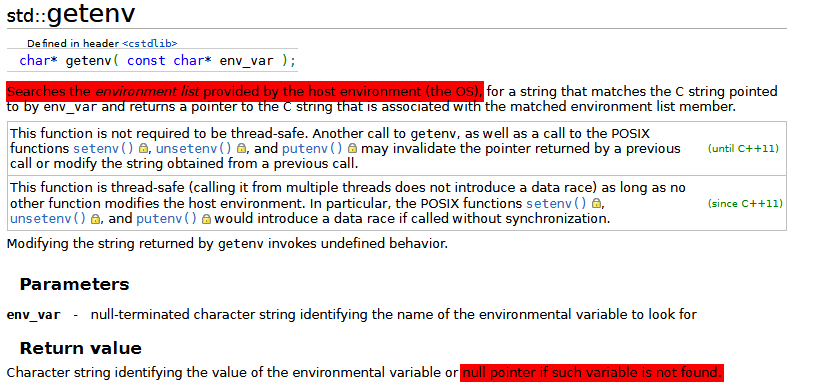 std::getenv
Defined in header <cstdlib>
char* getenv( const char* env_var );
Searches the environment list provided by the host environment (the OS), for a string that matches the C string pointed
to by env_var and returns a pointer to the C string that is associated with the matched environment list member.
This function is not required to be thread-safe. Another call to getenv, as well as a call to the POSIX
functions setenv(), unsetenv(), and putenv() may invalidate the pointer returned by a previous
call or modify the string obtained from a previous call.
(until C++11)
This function is thread-safe (calling it from multiple threads does not introduce a data race) as long as no
other function modifies the host environment. In particular, the POSIX functions setenv(),
unsetenv(), and putenv() would introduce a data race if called without synchronization.
(since C++11)
Modifying the string returned by getenv invokes undefined behavior.
Parameters
env_var - null-terminated character string identifying the name of the environmental variable to look for
Return value
Character string identifying the value of the environmental variable or null pointer if such variable is not found.